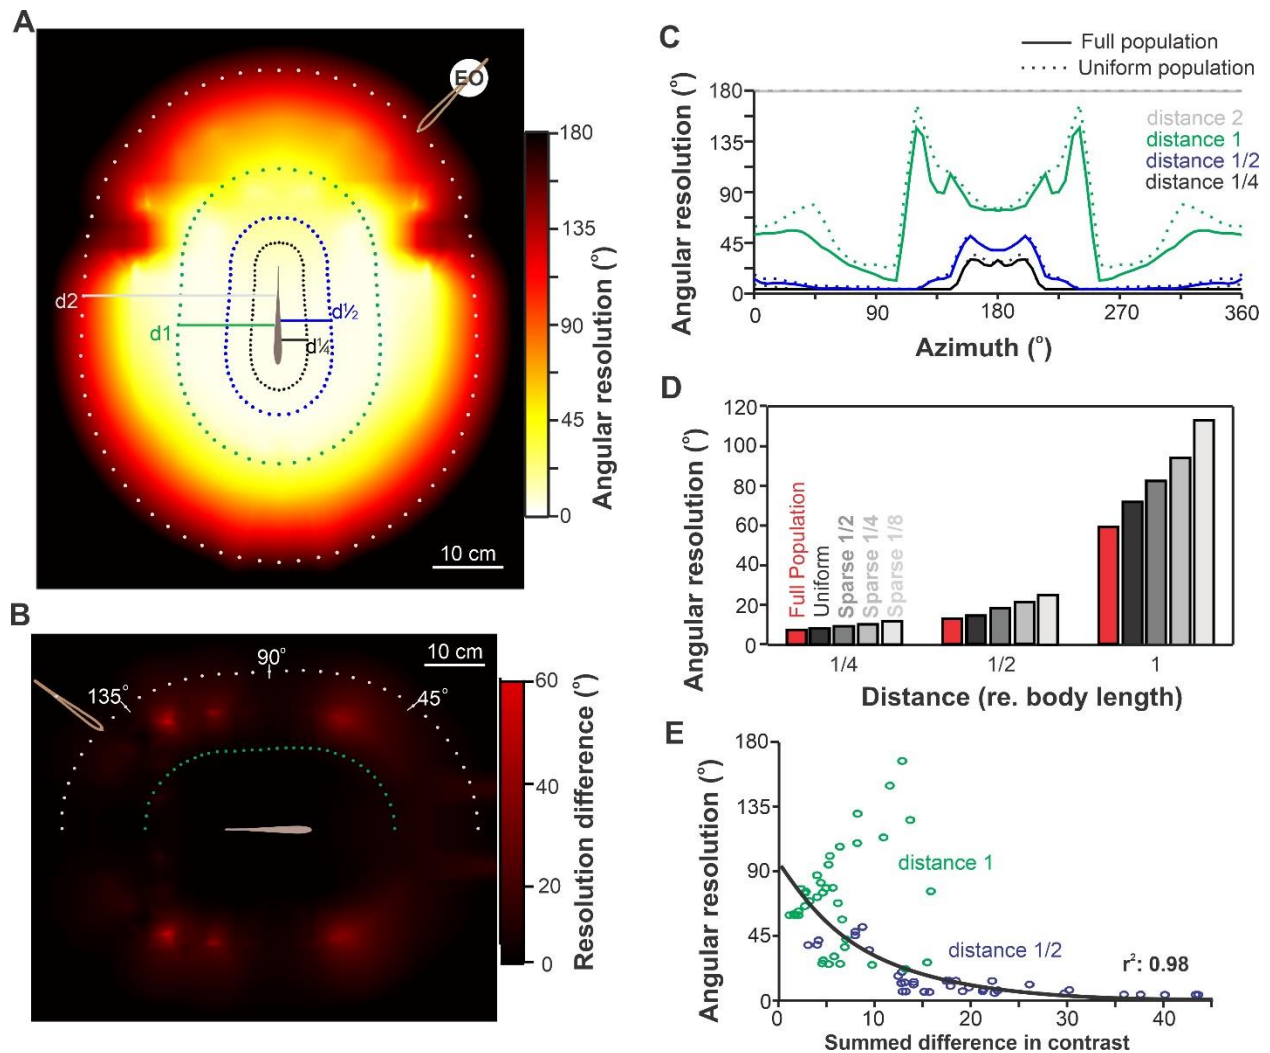 A
EO
180
135
90
45
0
Angular resolution (°)
d2
d1
d½
d¼
10 cm
B
10 cm
90°
135°
45°
60
40
20
0
Resolution difference (°)
C
Full population
Uniform population
180
135
90
45
0
Angular resolution (°)
distance 2
distance 1
distance 1/2
distance 1/4
0 90 180 270 360
Azimuth (°)
D
120
100
80
60
40
20
0
Angular resolution (°)
Full Population
Uniform
Sparse 1/2
Sparse 1/4
Sparse 1/8
1/4 1/2 1
Distance (re. body length)
E
180
135
90
45
0
Angular resolution (°)
distance 1
distance 1/2
r²: 0.98
0 10 20 30 40
Summed difference in contrast